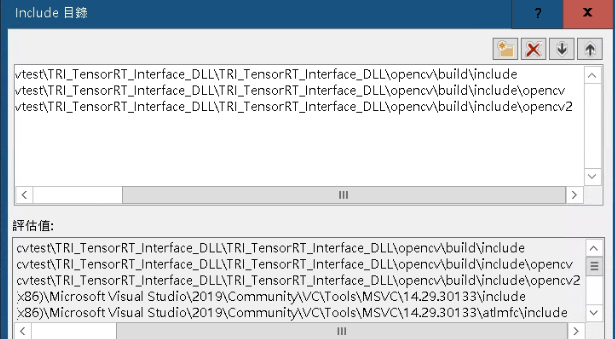 Include 目錄
? x
vtest\TRI_TensorRT_Interface_DLL\TRI_TensorRT_Interface_DLL\opencv\build\include
vtest\TRI_TensorRT_Interface_DLL\TRI_TensorRT_Interface_DLL\opencv\build\include\opencv
vtest\TRI_TensorRT_Interface_DLL\TRI_TensorRT_Interface_DLL\opencv\build\include\opencv2
評估值:
cvtest\TRI_TensorRT_Interface_DLL\TRI_TensorRT_Interface_DLL\opencv\build\include
cvtest\TRI_TensorRT_Interface_DLL\TRI_TensorRT_Interface_DLL\opencv\build\include\opencv
cvtest\TRI_TensorRT_Interface_DLL\TRI_TensorRT_Interface_DLL\opencv\build\include\opencv2
x86)\Microsoft Visual Studio\2019\Community\VC\Tools\MSVC\14.29.30133\include
x86)\Microsoft Visual Studio\2019\Community\VC\Tools\MSVC\14.29.30133\atlmfc\include